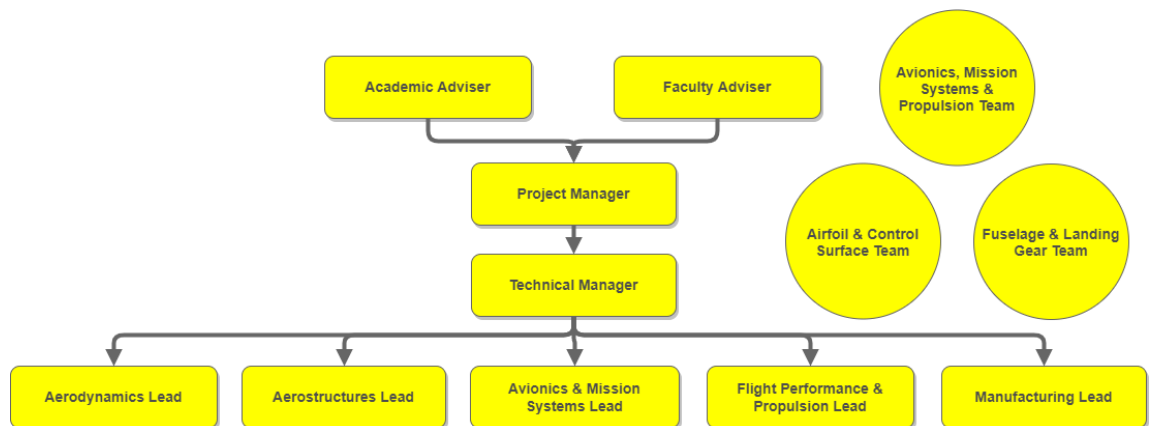 Academic Adviser
Faculty Adviser
Avionics, Mission
Systems &
Propulsion Team
Project Manager
Airfoil & Control
Surface Team
Fuselage & Landing
Gear Team
Technical Manager
Aerodynamics Lead
Aerostructures Lead
Avionics & Mission
Systems Lead
Flight Performance &
Propulsion Lead
Manufacturing Lead